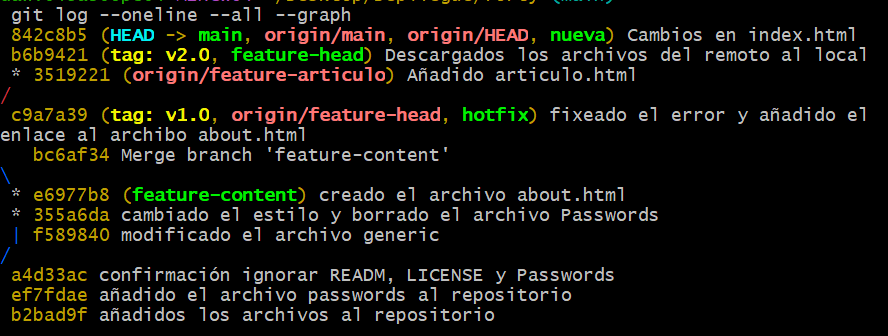 git log --oneline --all --graph
842c8b5 (HEAD -> main, origin/main, origin/HEAD, nueva) Cambios en index.html
b6b9421 (tag: v2.0, feature-head) Descargados los archivos del remoto al local
* 3519221 (origin/feature-articulo) Añadido articulo.html
/
c9a7a39 (tag: v1.0, origin/feature-head, hotfix) fixeado el error y añadido el
enlace al archibo about.html
bc6af34 Merge branch 'feature-content'
\
* e6977b8 (feature-content) creado el archivo about.html
* 355a6da cambiado el estilo y borrado el archivo Passwords
| f589840 modificado el archivo generic
/
a4d33ac confirmación ignorar READM, LICENSE y Passwords
ef7fdae añadido el archivo passwords al repositorio
b2bad9f añadidos los archivos al repositorio